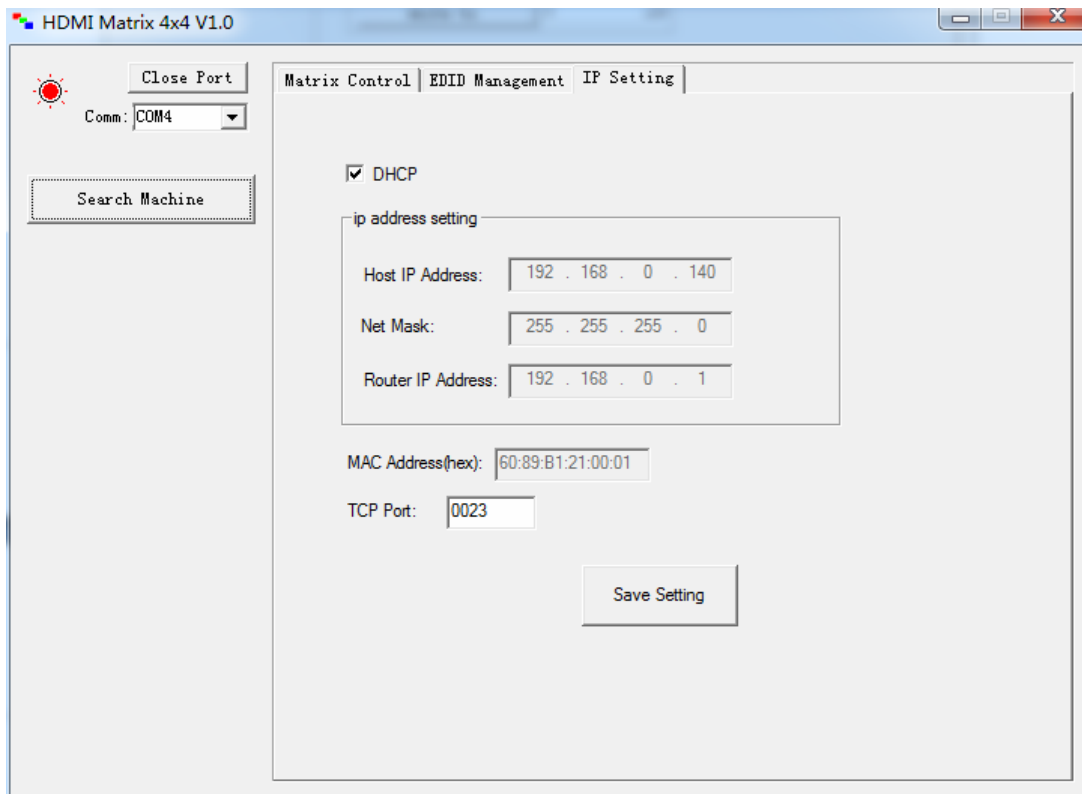 HDMI Matrix 4x4 V1.0
Close Port
Comm: COM4
Search Machine
Matrix Control EDID Management IP Setting
DHCP
ip address setting
Host IP Address: 192 . 168 . 0 . 140
Net Mask: 255 . 255 . 255 . 0
Router IP Address: 192 . 168 . 0 . 1
MAC Address(hex): 60:89:B1:21:00:01
TCP Port: 0023
Save Setting